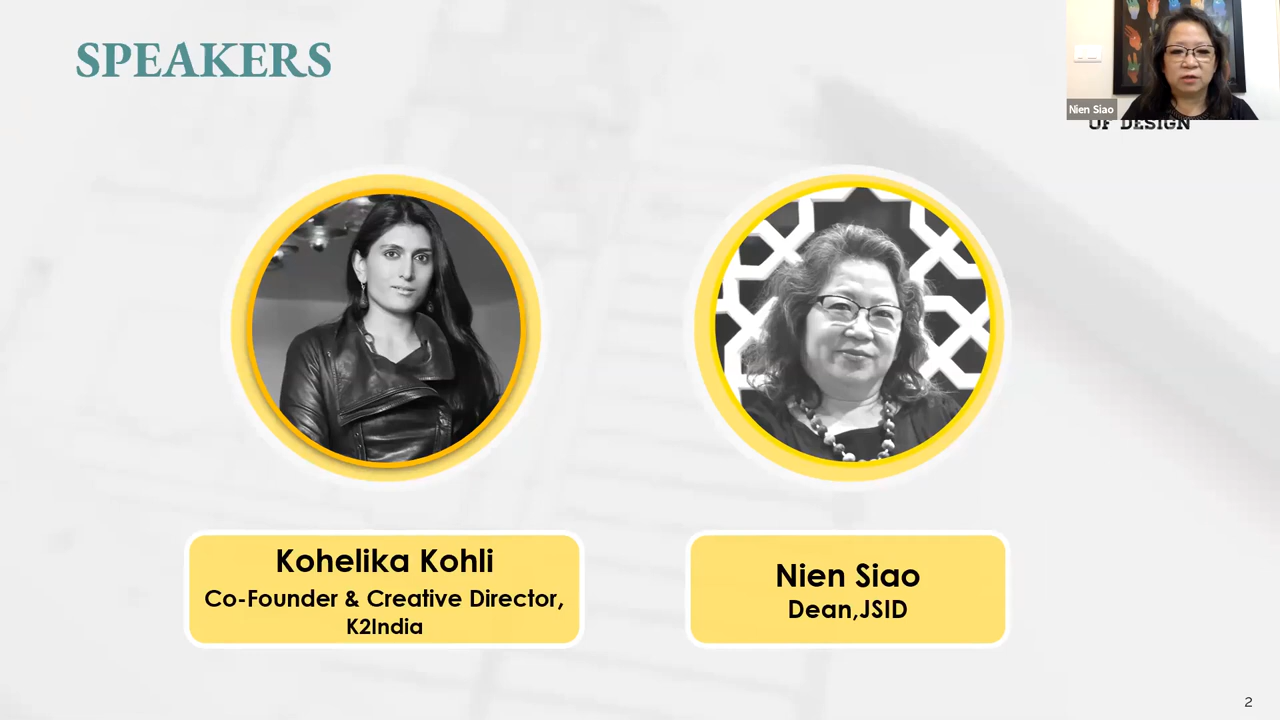 SPEAKERS
Nien Siao
OF DESIGN
Kohelika Kohli
Co-Founder & Creative Director,
K2India
Nien Siao
Dean,JSID
2